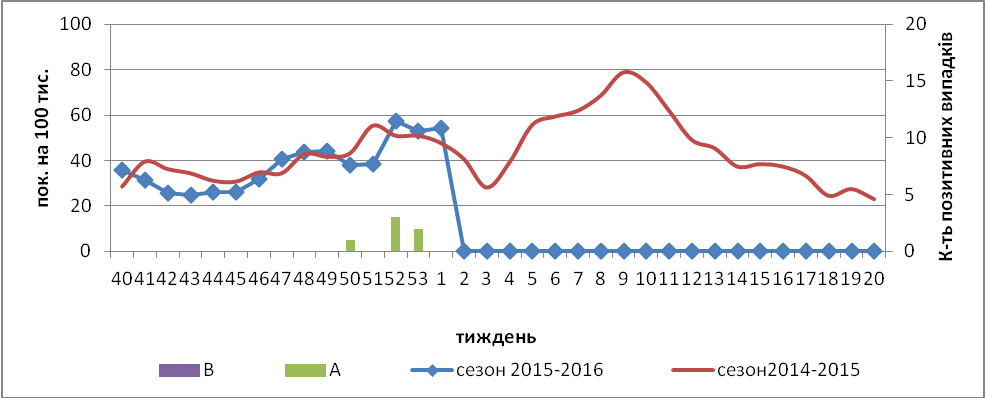 100
80
60
40
20
0
пок. на 100 тис.
20
15
10
5
0
К-ть позитивних випадків
40 41 42 43 44 45 46 47 48 49 50 51 52 53 1 2 3 4 5 6 7 8 9 10 11 12 13 14 15 16 17 18 19 20
тиждень
В А сезон 2015-2016 сезон2014-2015